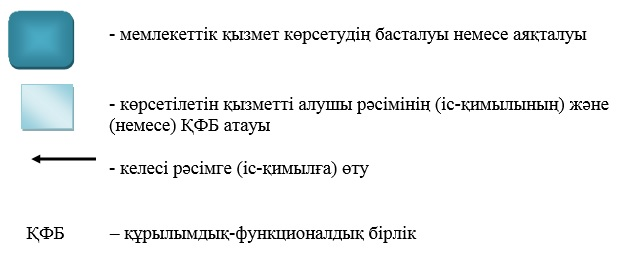 - мемлекеттік қызмет көрсетудің басталуы немесе аяқталуы
- көрсетілетін қызметті алушы рәсімінің (іс-қимылының) және
(немесе) ҚФБ атауы
- келесі рәсімге (іс-қимылға) өту
ҚФБ – құрылымдық-функционалдық бірлік